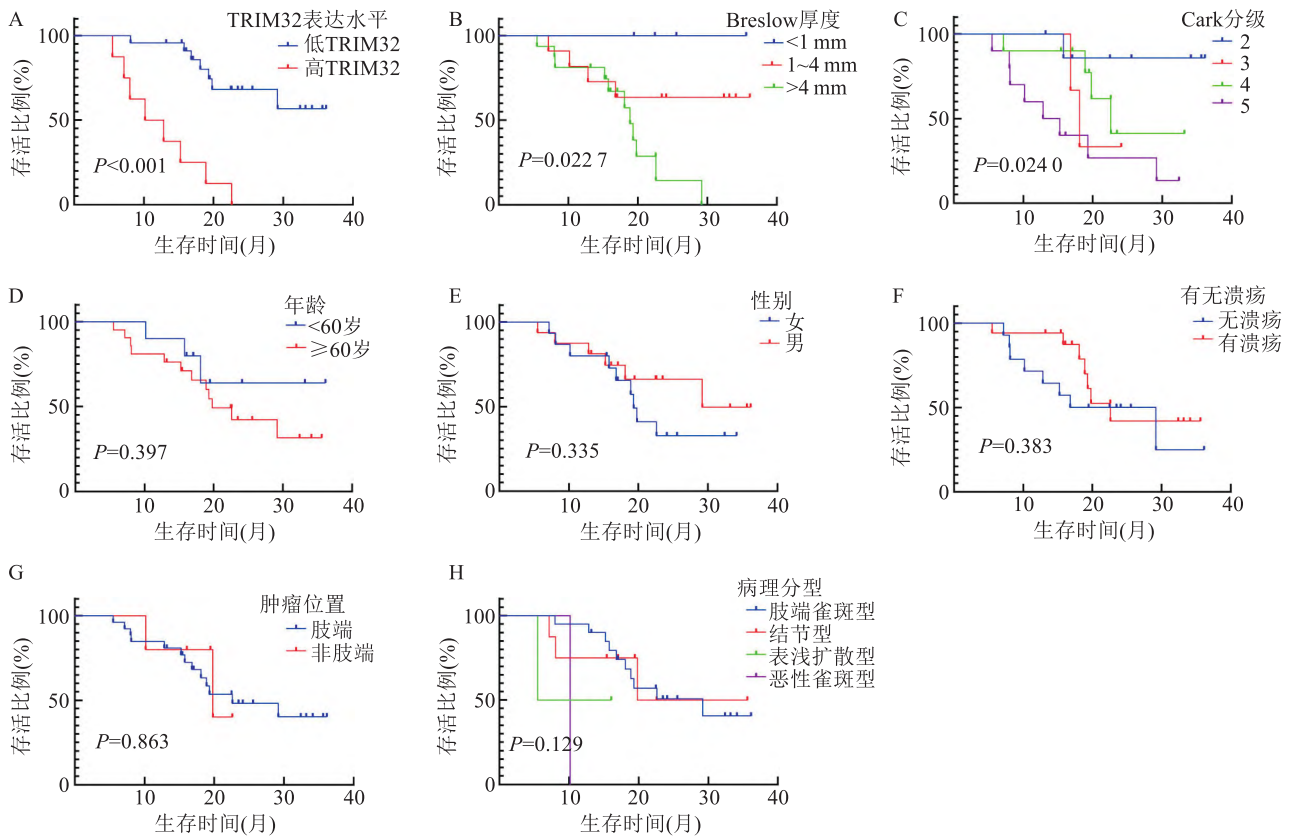 A
TRIM32表达水平
低TRIM32
高TRIM32
存活比例(%)
100
50
0
P<0.001
10 20 30 40
生存时间(月)
B
Breslow厚度
<1 mm
1~4 mm
>4 mm
存活比例(%)
100
50
0
P=0.022 7
10 20 30 40
生存时间(月)
C
Cark分级
2
3
4
5
存活比例(%)
100
50
0
P=0.024 0
10 20 30 40
生存时间(月)
D
年龄
<60岁
≥60岁
存活比例(%)
100
50
0
P=0.397
10 20 30 40
生存时间(月)
E
性别
女
男
存活比例(%)
100
50
0
P=0.335
10 20 30 40
生存时间(月)
F
有无溃疡
无溃疡
有溃疡
存活比例(%)
100
50
0
P=0.383
10 20 30 40
生存时间(月)
G
肿瘤位置
肢端
非肢端
存活比例(%)
100
50
0
P=0.863
10 20 30 40
生存时间(月)
H
病理分型
肢端雀斑型
结节型
表浅扩散型
恶性雀斑型
存活比例(%)
100
50
0
P=0.129
10 20 30 40
生存时间(月)